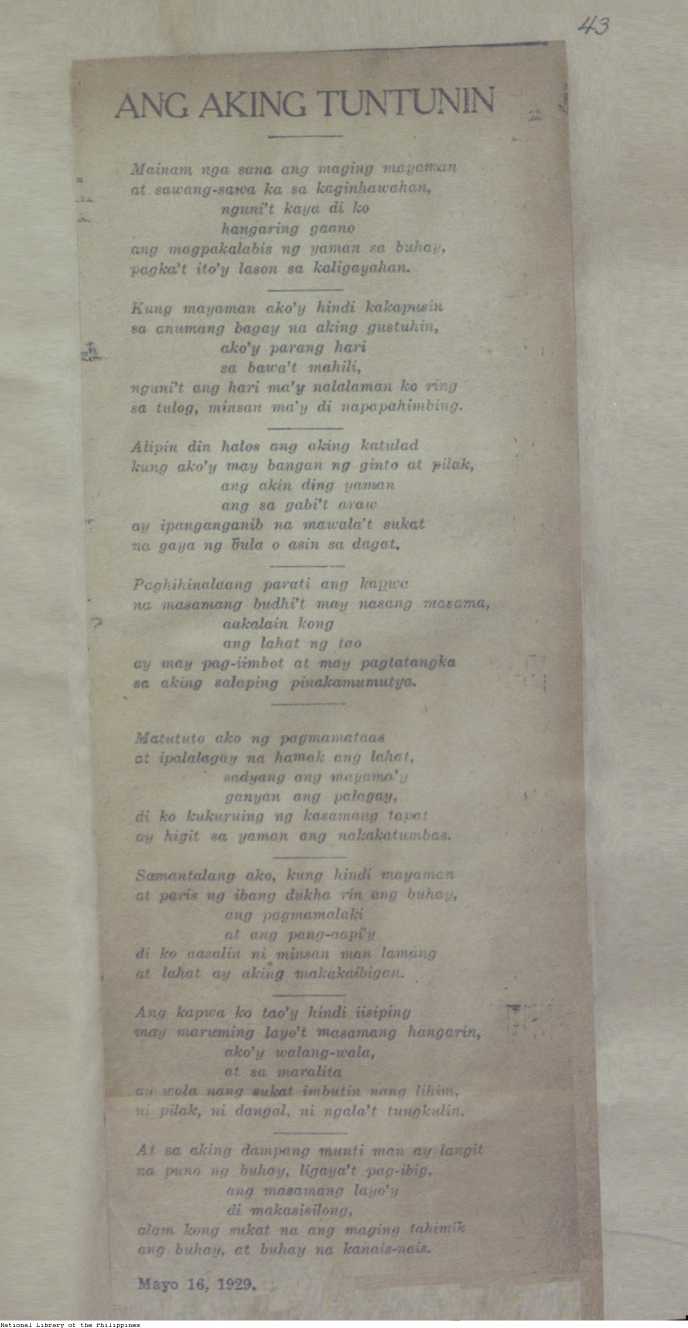 43
ANG AKING TUNTUNIN
Mainam nga sana ang maging mayaman
at sawang-sawa ka sa kaginhawahan,
nguni't kaya di ko
hangaring gaano
ang magpakalabis ng yaman sa buhay,
pagka't ito'y lason sa kaligayahan.
Kung mayaman ako'y hindi kakapusin
sa anumang bagay na aking gustuhin,
ako'y parang hari
sa bawa't mahili,
nguni't ang hari ma'y nalalaman ko ring
sa tulog, minsan ma'y di napapahimbing.
Alipin din halos ang aking katulad
kung ako'y may bangan ng ginto at pilak,
ang akin ding yaman
ang sa gabi't araw
ay ipanganganib na mawala't sukat
na gaya ng bula o asin sa dagat.
Paghihinalaang parati ang kapwa
na masamang budhi't may nasang masama,
aakalain kong
ang lahat ng tao
ay may pag-iimbot at may pagtatangka
sa aking salaping pinakamumutya.
Matututo ako ng pagmamataas
at ipalalagay na hamak ang lahat,
sadyang ang mayama'y
ganyan ang palagay,
di ko kukuruing ng kasamang tapat
ay higit sa yaman ang nakakatumbas.
Samantalang ako, kung hindi mayaman
at paris ng ibang dukha rin ang buhay,
ang pagmamalaki
at ang pang-aapi'y
di ko aasalin ni minsan man lamang
at lahat ay aking makakaibigan.
Ang kapwa ko tao'y hindi iisiping
may maruming layo't masamang hangarin,
ako'y walang-wala,
at sa maralita
ay wala nang sukat imbutin nang lihim,
ni pilak, ni dangal, ni ngala't tungkulin.
At sa aking dampang munti man ay langit
na puno ng buhay, ligaya't pag-ibig,
ang masamang layo'y
di makasisilong,
alam kong sukat na ang maging tahimik
ang buhay, at buhay na kanais-nais.
Mayo 16, 1929.
National Library of the Philippines